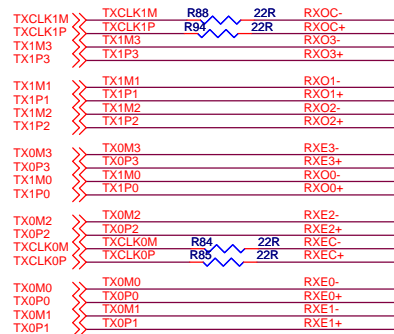 TXCLK1M TXCLK1M R88 22R RXOC-
TXCLK1P TXCLK1P R94 22R RXOC+
TX1M3 TX1M3 RXO3-
TX1P3 TX1P3 RXO3+
TX1M1 TX1M1 RXO1-
TX1P1 TX1P1 RXO1+
TX1M2 TX1M2 RXO2-
TX1P2 TX1P2 RXO2+
TX0M3 TX0M3 RXE3-
TX0P3 TX0P3 RXE3+
TX1M0 TX1M0 RXO0-
TX1P0 TX1P0 RXO0+
TX0M2 TX0M2 RXE2-
TX0P2 TX0P2 RXE2+
TXCLK0M TXCLK0M R84 22R RXEC-
TXCLK0P TXCLK0P R85 22R RXEC+
TX0M0 TX0M0 RXE0-
TX0P0 TX0P0 RXE0+
TX0M1 TX0M1 RXE1-
TX0P1 TX0P1 RXE1+